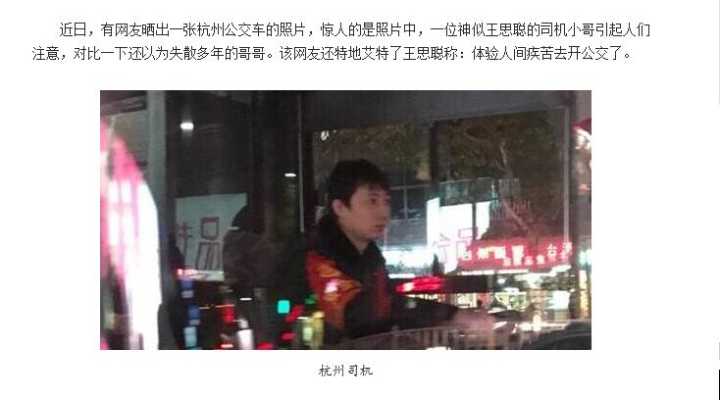 近日，有网友晒出一张杭州公交车的照片，惊人的是照片中，一位神似王思聪的司机小哥引起人们
注意，对比一下还以为失散多年的哥哥。该网友还特地艾特了王思聪称：体验人间疾苦去开公交了。
品
杭州司机